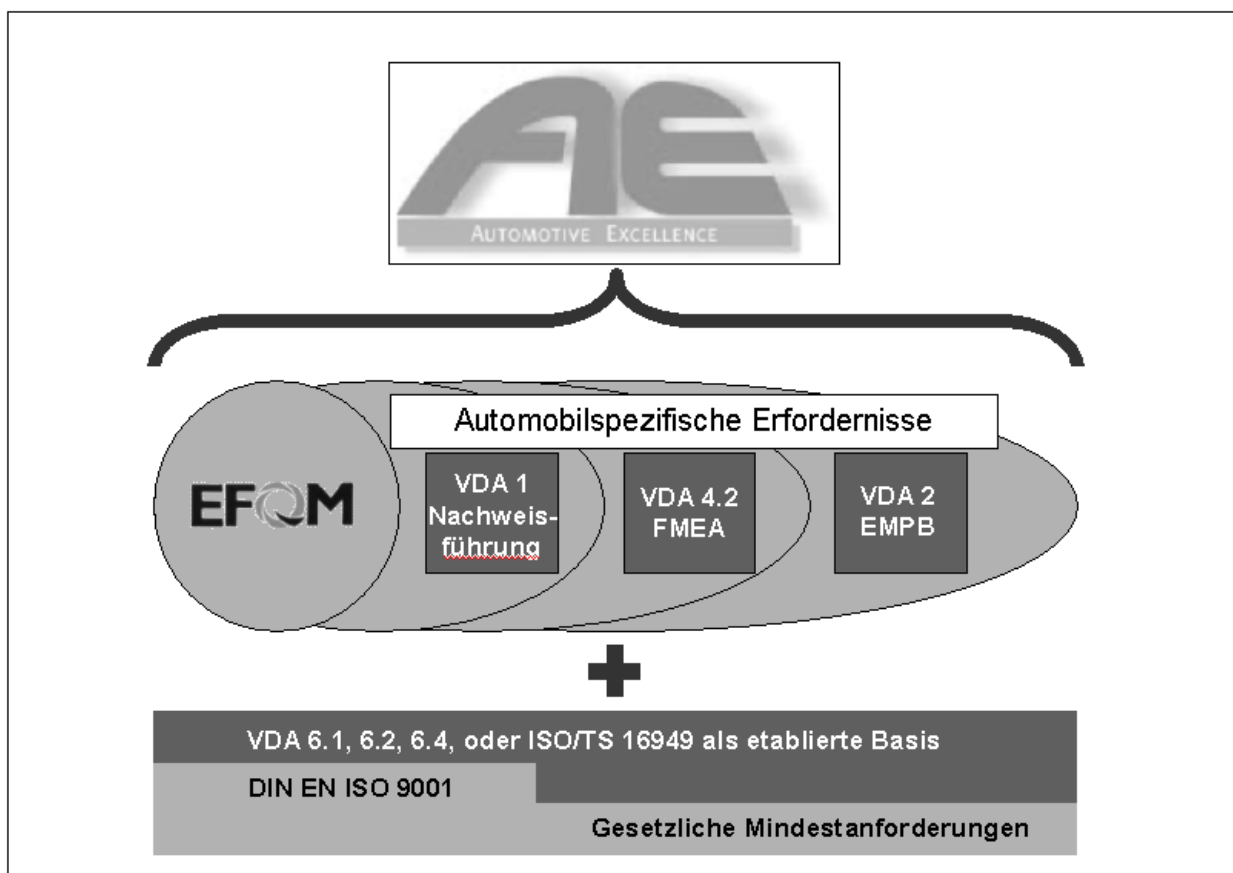 AE
AUTOMOTIVE EXCELLENCE
Automobilspezifische Erfordernisse
EFQM
VDA 1
Nachweis-
führung
VDA 4.2
FMEA
VDA 2
EMPB
VDA 6.1, 6.2, 6.4, oder ISO/TS 16949 als etablierte Basis
DIN EN ISO 9001
Gesetzliche Mindestanforderungen